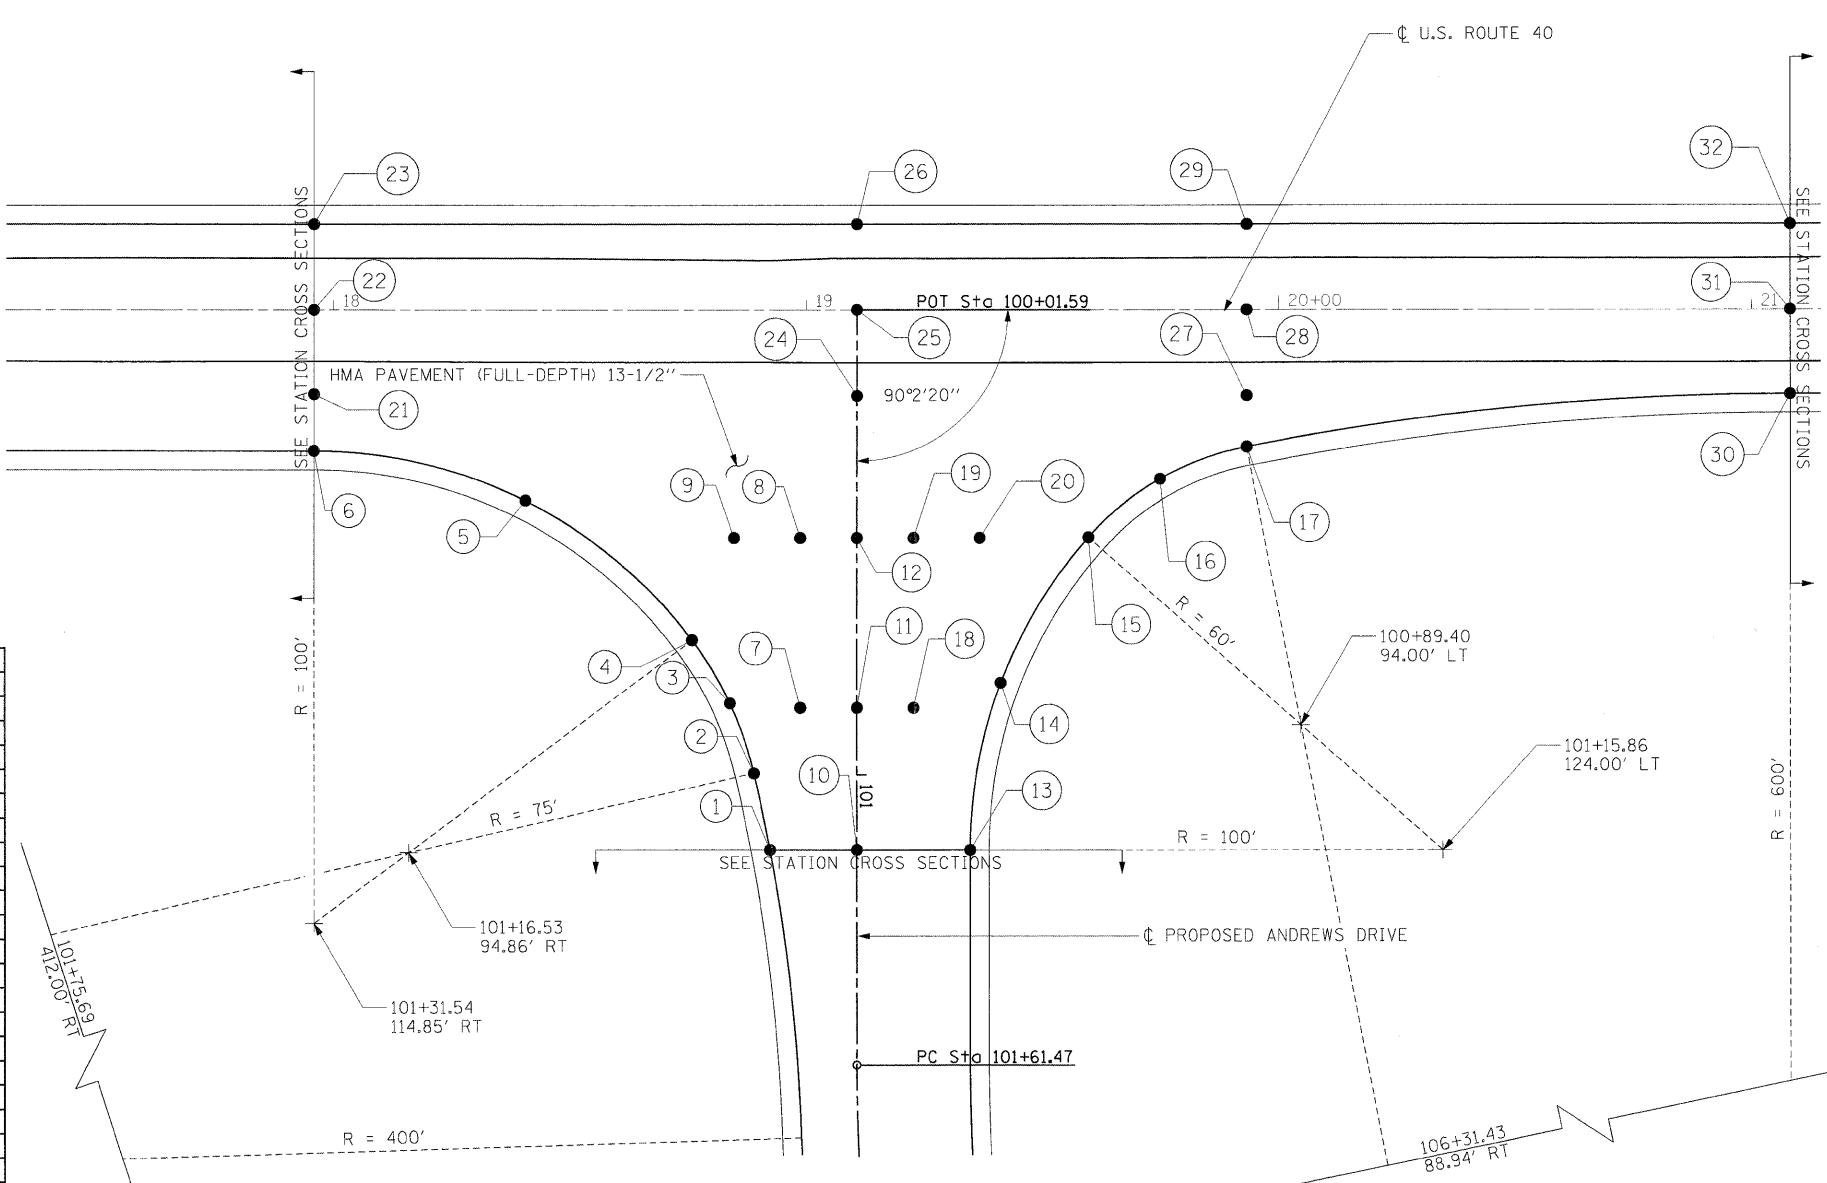 ℄ U.S. ROUTE 40
32
29
26
23
SEE STATION CROSS SECTIONS
SEE STATION CROSS SECTIONS
22
18
19
POT Sta 100+01.59
20+00
21
31
24
25
27
28
HMA PAVEMENT (FULL-DEPTH) 13-1/2"
90°2'20"
21
30
9
8
19
20
6
5
17
12
16
R = 60'
11
15
7
18
100+89.40
94.00' LT
4
3
R = 100'
2
14
101+15.86
124.00' LT
10
101
13
1
R = 75'
R = 100'
R = 600'
SEE STATION CROSS SECTIONS
101+16.53
94.86' RT
℄ PROPOSED ANDREWS DRIVE
101+75.69
412.00' RT
101+31.54
114.85' RT
PC Sta 101+61.47
R = 400'
106+31.43
88.94' RT